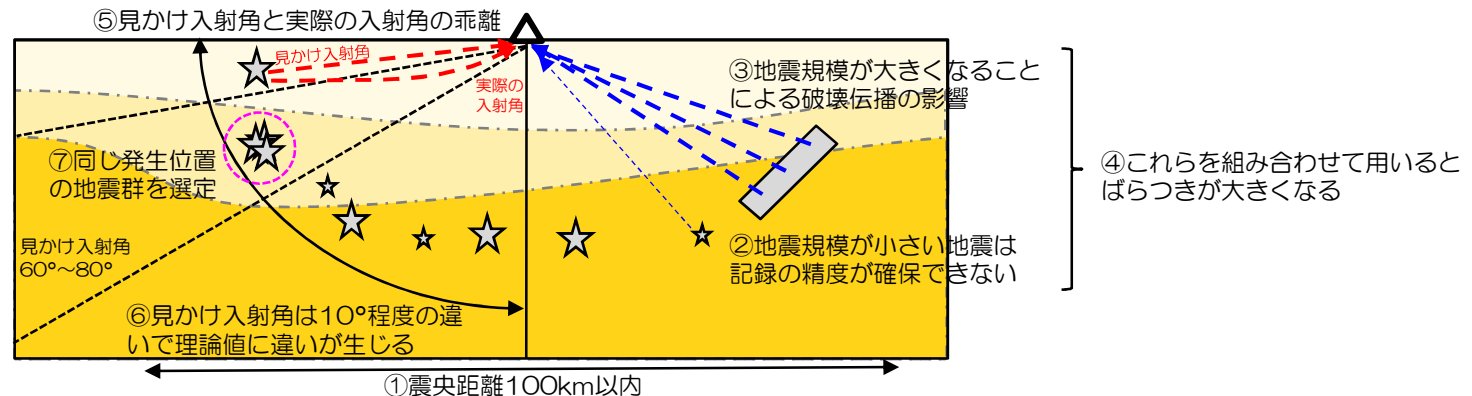 ⑤見かけ入射角と実際の入射角の乖離
見かけ入射角
実際の
入射角
③地震規模が大きくなること
による破壊伝播の影響
④これらを組み合わせて用いると
ばらつきが大きくなる
⑦同じ発生位置
の地震群を選定
見かけ入射角
60°～80°
②地震規模が小さい地震は
記録の精度が確保できない
⑥見かけ入射角は10°程度の違
いで理論値に違いが生じる
①震央距離100km以内